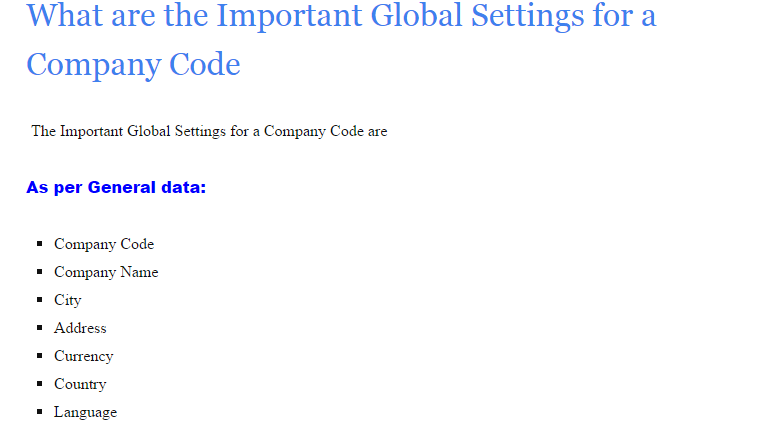 What are the Important Global Settings for a
Company Code
The Important Global Settings for a Company Code are
As per General data:
Company Code
Company Name
City
Address
Currency
Country
Language